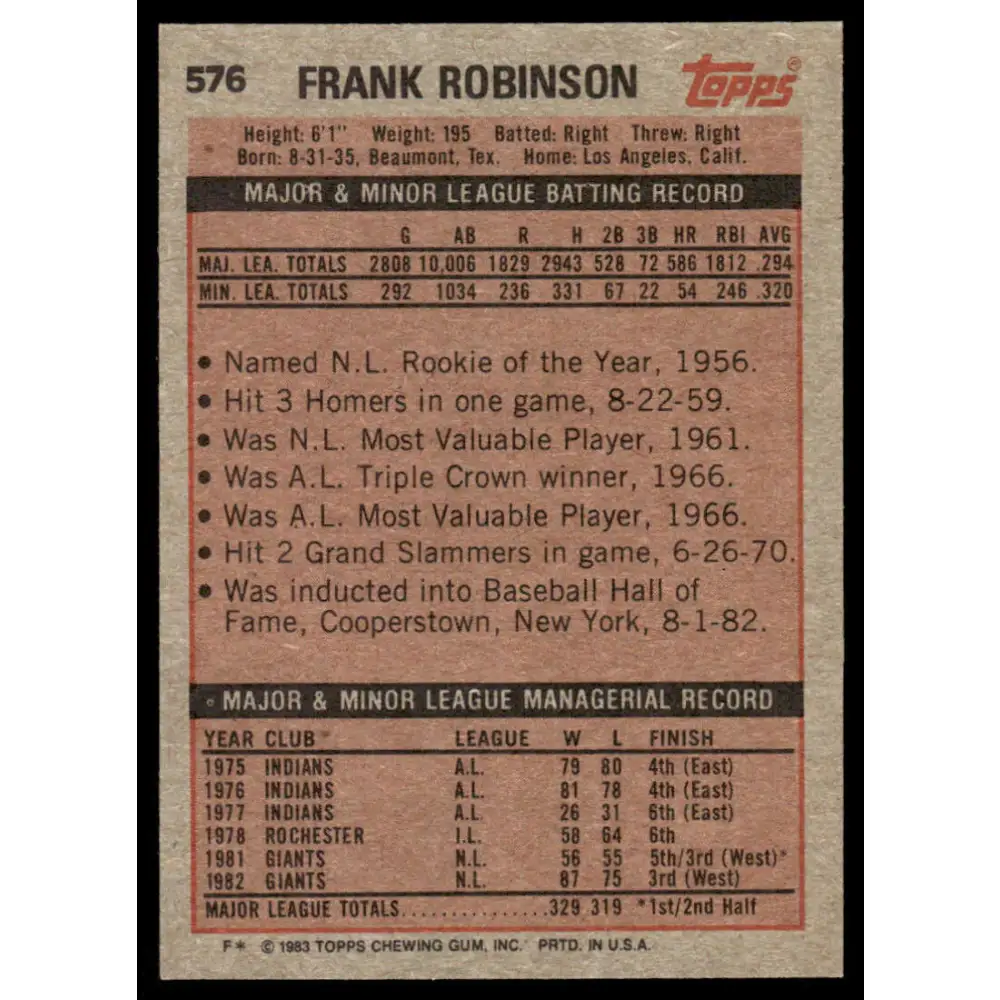 576 FRANK ROBINSON Topps®
Height: 6'1" Weight: 195 Batted: Right Threw: Right
Born: 8-31-35, Beaumont, Tex. Home: Los Angeles, Calif.
MAJOR & MINOR LEAGUE BATTING RECORD
G AB R H 2B 3B HR RBI AVG
MAJ. LEA. TOTALS 2808 10,006 1829 2943 528 72 586 1812 .294
MIN. LEA. TOTALS 292 1034 236 331 67 22 54 246 .320
• Named N.L. Rookie of the Year, 1956.
• Hit 3 Homers in one game, 8-22-59.
• Was N.L. Most Valuable Player, 1961.
• Was A.L. Triple Crown winner, 1966.
• Was A.L. Most Valuable Player, 1966.
• Hit 2 Grand Slammers in game, 6-26-70.
• Was inducted into Baseball Hall of
Fame, Cooperstown, New York, 8-1-82.
MAJOR & MINOR LEAGUE MANAGERIAL RECORD
YEAR CLUB LEAGUE W L FINISH
1975 INDIANS A.L. 79 80 4th (East)
1976 INDIANS A.L. 81 78 4th (East)
1977 INDIANS A.L. 26 31 6th (East)
1978 ROCHESTER I.L. 58 64 6th
1981 GIANTS N.L. 56 55 5th/3rd (West)*
1982 GIANTS N.L. 87 75 3rd (West)
MAJOR LEAGUE TOTALS...............329 319 *1st/2nd Half
F* © 1983 TOPPS CHEWING GUM, INC. PRTD. IN U.S.A.